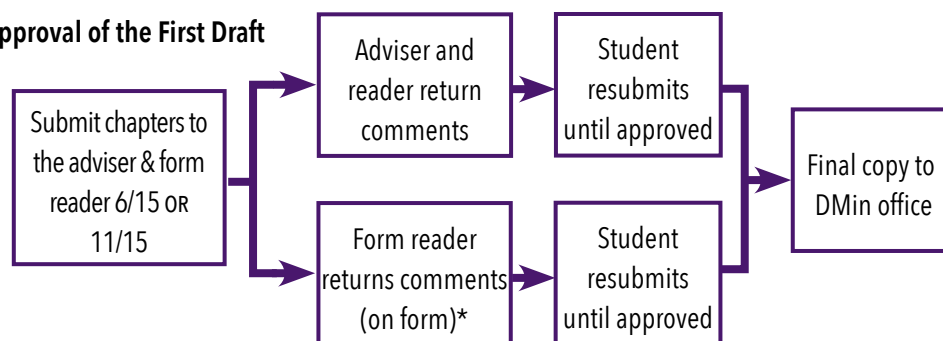 pproval of the First Draft
Submit chapters to
the adviser & form
reader 6/15 OR
11/15
Adviser and
reader return
comments
Student
resubmits
until approved
Form reader
returns comments
(on form)*
Student
resubmits
until approved
Final copy to
DMin office